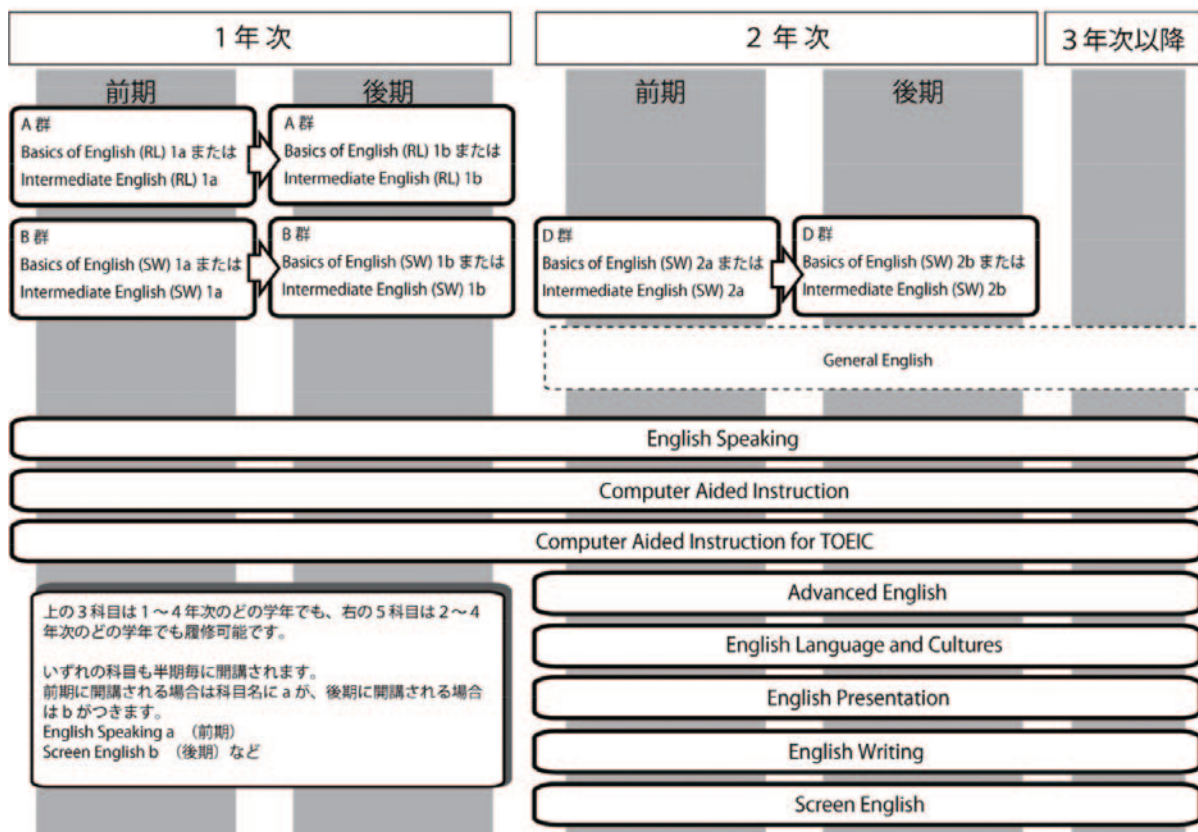 1年次
2年次
3年次以降
前期
後期
前期
後期
A群
Basics of English (RL) 1a または
Intermediate English (RL) 1a
A群
Basics of English (RL) 1b または
Intermediate English (RL) 1b
B群
Basics of English (SW) 1a または
Intermediate English (SW) 1a
B群
Basics of English (SW) 1b または
Intermediate English (SW) 1b
D群
Basics of English (SW) 2a または
Intermediate English (SW) 2a
D群
Basics of English (SW) 2b または
Intermediate English (SW) 2b
General English
English Speaking
Computer Aided Instruction
Computer Aided Instruction for TOEIC
上の3科目は1~4年次のどの学年でも、右の5科目は2~4
年次のどの学年でも履修可能です。
いずれの科目も半期毎に開講されます。
前期に開講される場合は科目名にaが、後期に開講される場合
はbがつきます。
English Speaking a (前期)
Screen English b (後期) など
Advanced English
English Language and Cultures
English Presentation
English Writing
Screen English